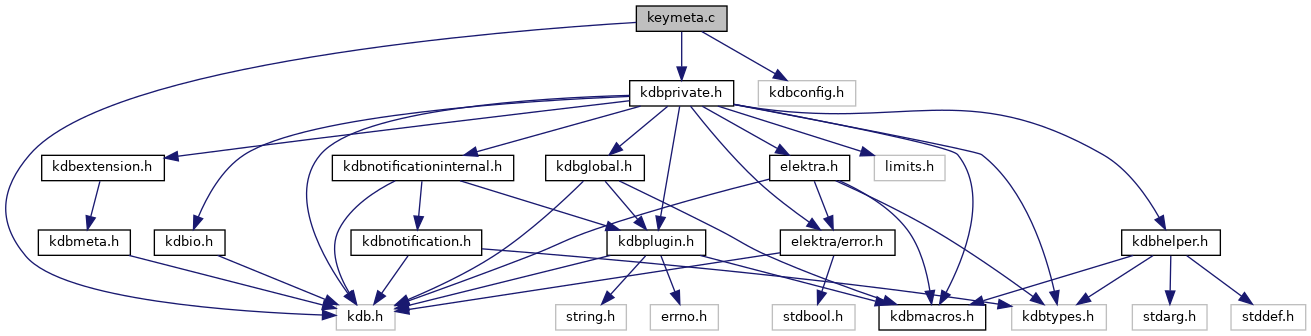 keymeta.c
kdbprivate.h
kdbconfig.h
kdbextension.h
kdbnotificationinternal.h
kdbglobal.h
elektra.h
limits.h
kdbmeta.h
kdbio.h
kdbnotification.h
kdbplugin.h
elektra/error.h
kdbhelper.h
kdb.h
string.h
errno.h
stdbool.h
kdbmacros.h
kdbtypes.h
stdarg.h
stddef.h